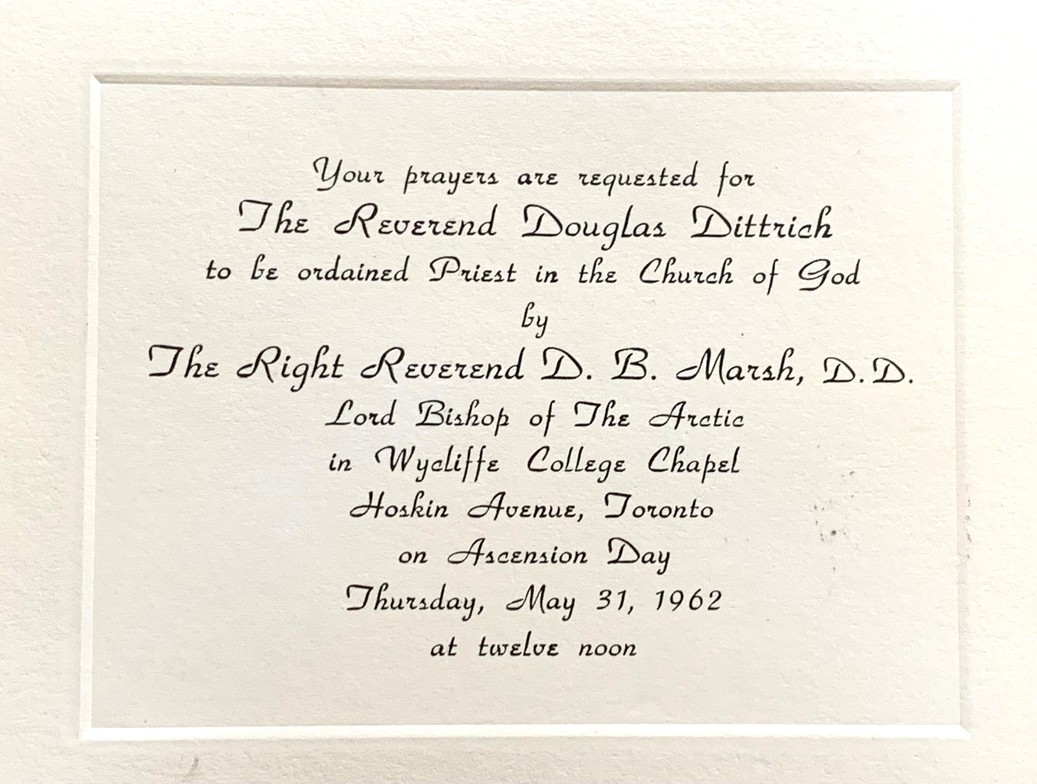 Your prayers are requested for
The Reverend Douglas Dittrich
to be ordained Priest in the Church of God
by
The Right Reverend D. B. Marsh, D.D.
Lord Bishop of The Arctic
in Wycliffe College Chapel
Hoskin Avenue, Toronto
on Ascension Day
Thursday, May 31, 1962
at twelve noon